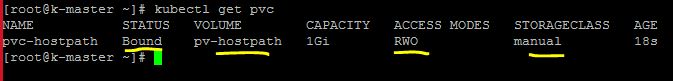 [root@k-master ~]# kubectl get pvc
NAME STATUS VOLUME CAPACITY ACCESS MODES STORAGECLASS AGE
pvc-hostpath Bound pv-hostpath 1Gi RWO manual 18s
[root@k-master ~]#